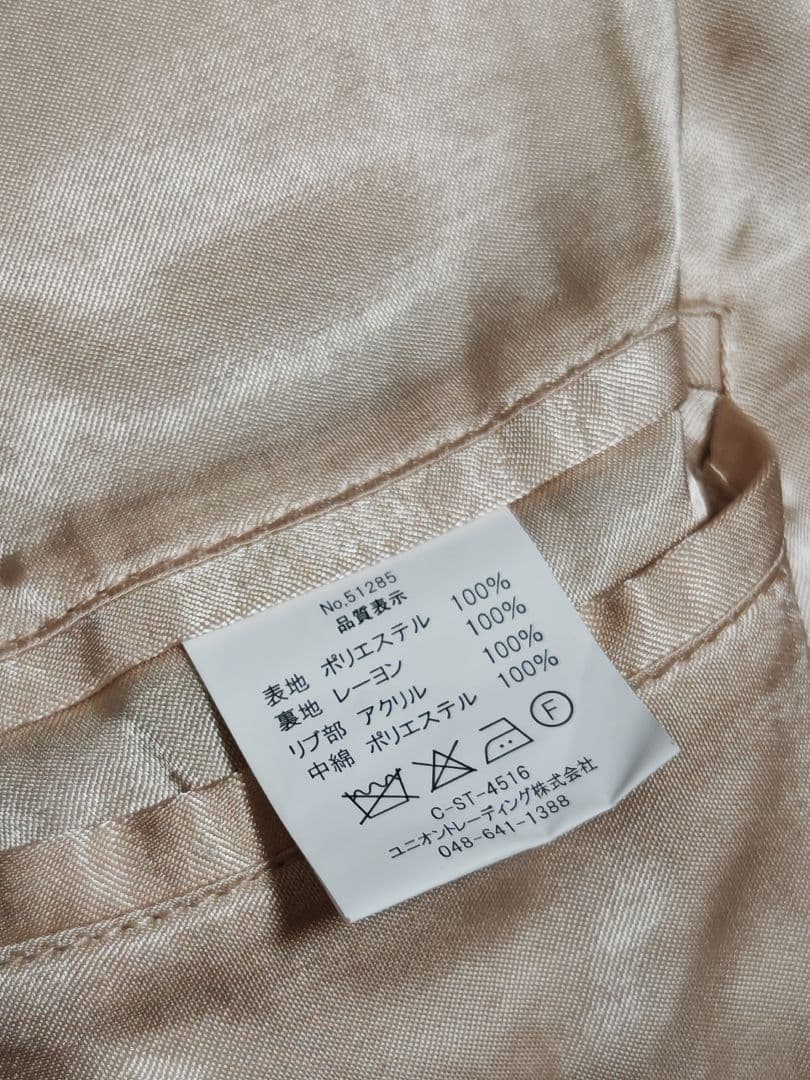 No.51285
品質表示
表地 ポリエステル 100%
裏地 レーヨン 100%
リブ部 アクリル 100%
中綿 ポリエステル 100%
F
C-ST-4516
ユニオントレーディング株式会社
048-641-1388